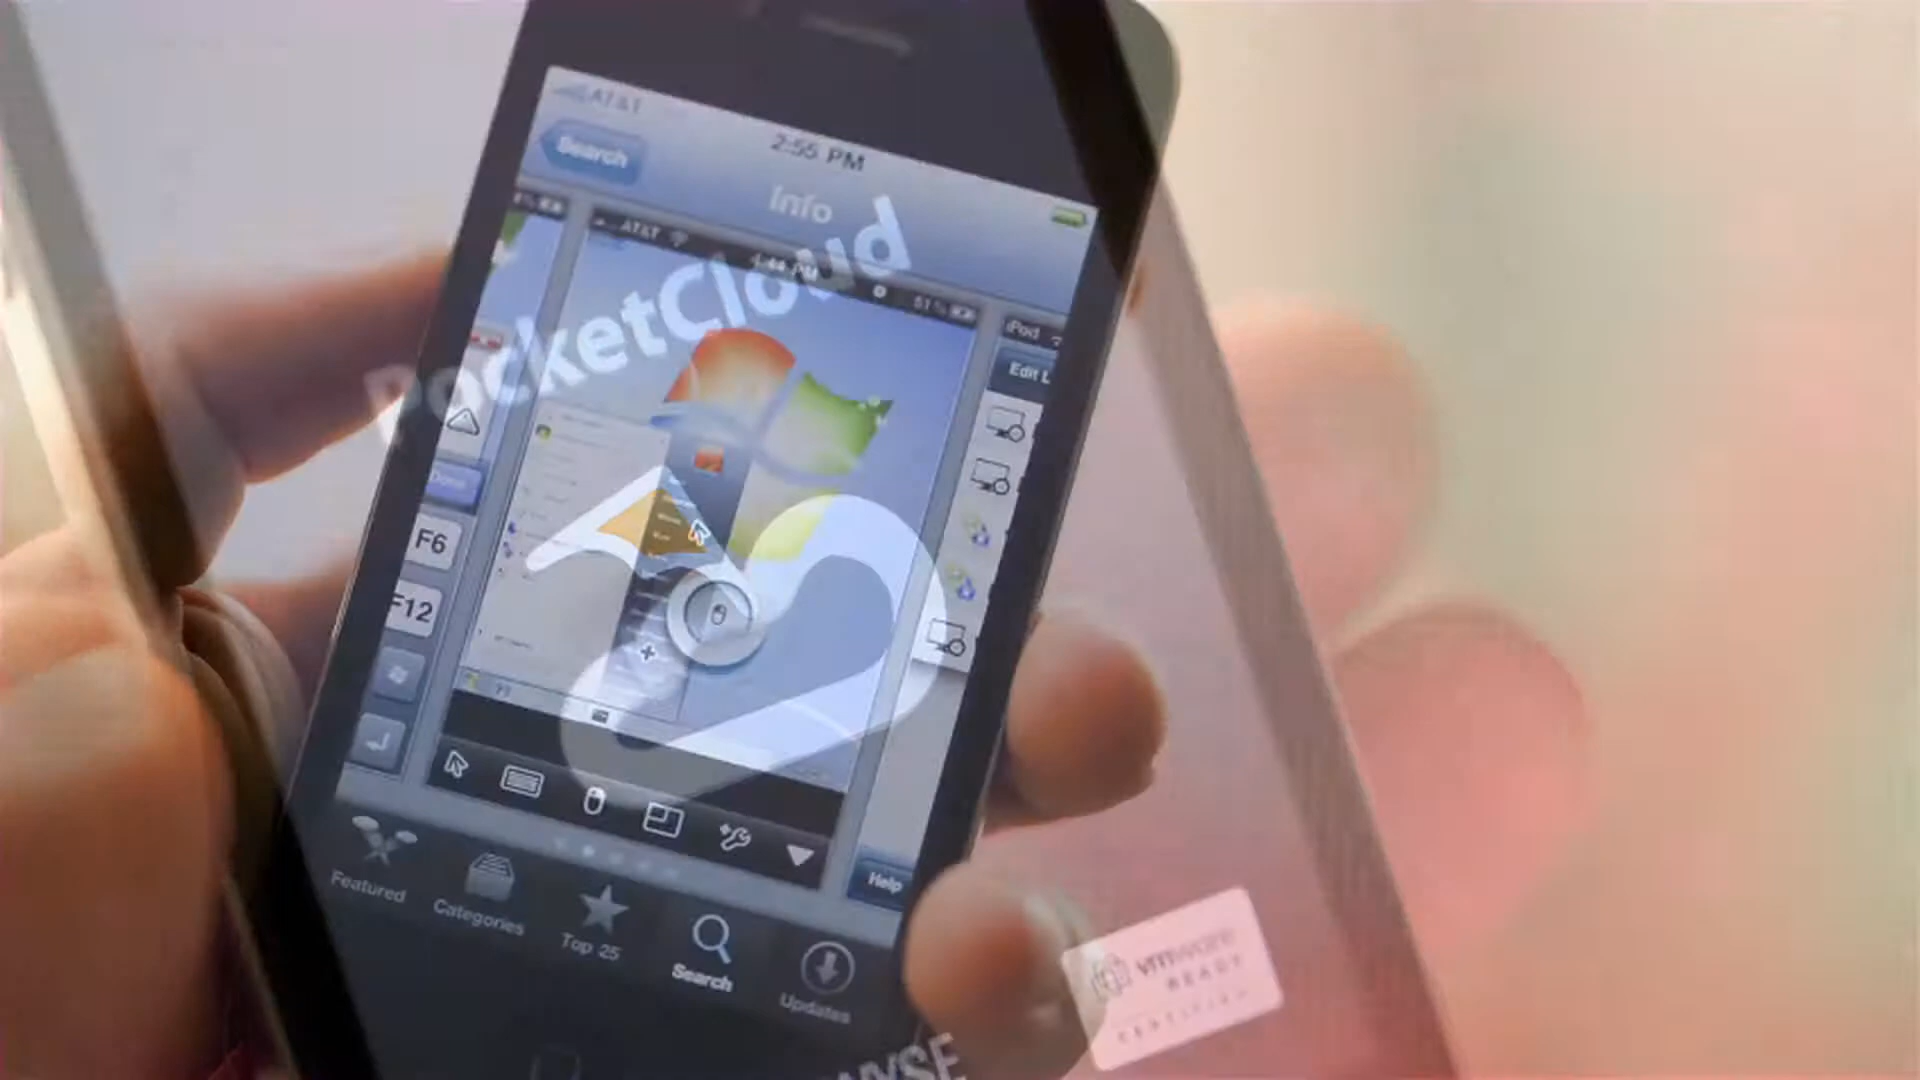 AT&T
2:55 PM
Search
Info
PocketCloud
AT&T
4:44 PM
51%
iPod
Edit L
Done
F6
F12
Help
Featured
Categories
Top 25
Search
Updates
vmware
READY
WYSE